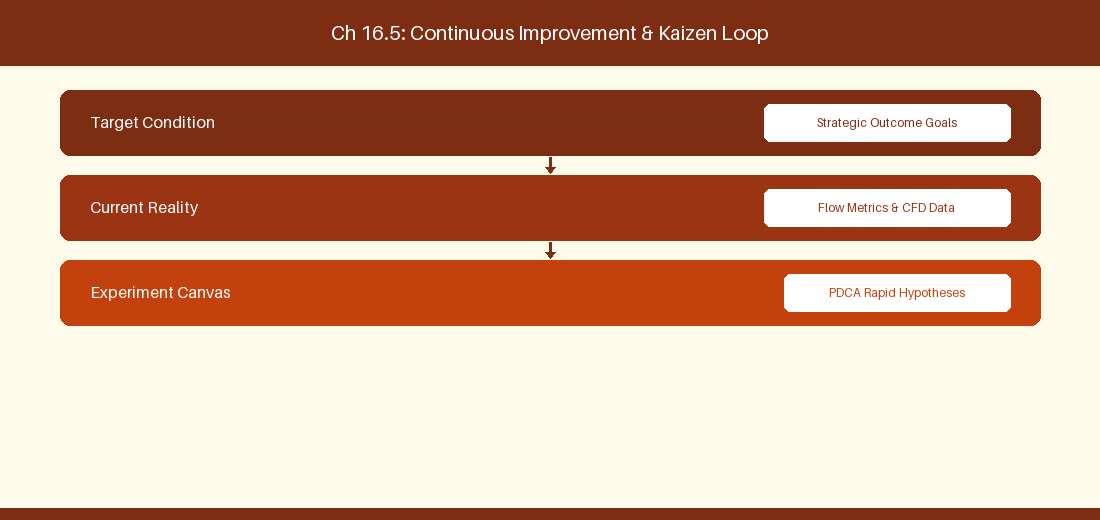 Ch 16.5: Continuous Improvement & Kaizen Loop
Target Condition
Strategic Outcome Goals
Current Reality
Flow Metrics & CFD Data
Experiment Canvas
PDCA Rapid Hypotheses